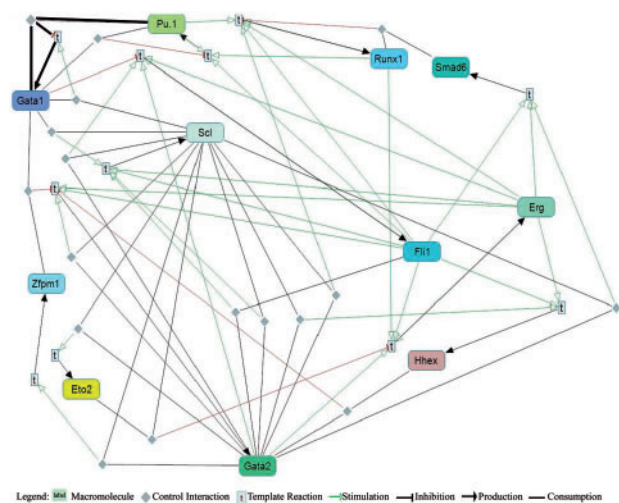 Pu.1
t
t
t
t
Runx1
Smad6
Gata1
t
Scl
t
t
Erg
Fli1
Zfpm1
t
t
t
Hhex
t
Eto2
Gata2
Legend: Macromolecule Control Interaction t Template Reaction Stimulation Inhibition Production Consumption